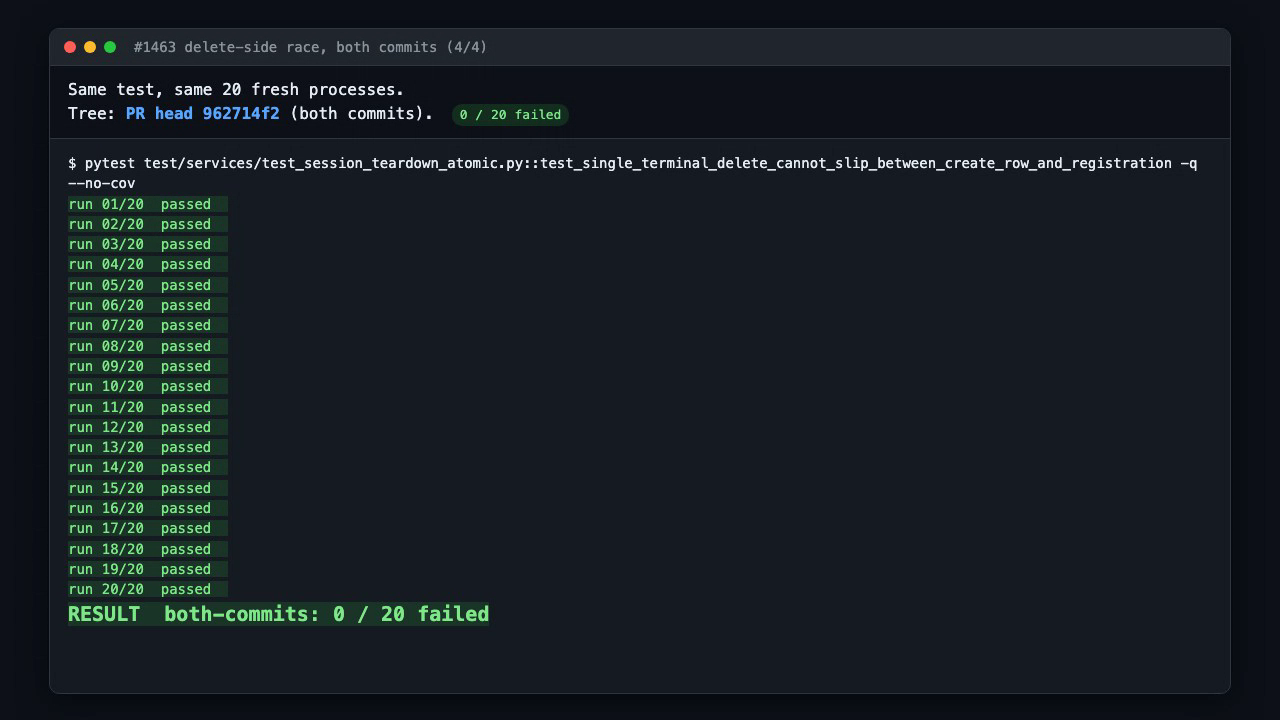 #1463 delete-side race, both commits (4/4)
Same test, same 20 fresh processes.
Tree: PR head 962714f2 (both commits). 0 / 20 failed
$ pytest test/services/test_session_teardown_atomic.py::test_single_terminal_delete_cannot_slip_between_create_row_and_registration -q
--no-cov
run 01/20 passed
run 02/20 passed
run 03/20 passed
run 04/20 passed
run 05/20 passed
run 06/20 passed
run 07/20 passed
run 08/20 passed
run 09/20 passed
run 10/20 passed
run 11/20 passed
run 12/20 passed
run 13/20 passed
run 14/20 passed
run 15/20 passed
run 16/20 passed
run 17/20 passed
run 18/20 passed
run 19/20 passed
run 20/20 passed
RESULT both-commits: 0 / 20 failed